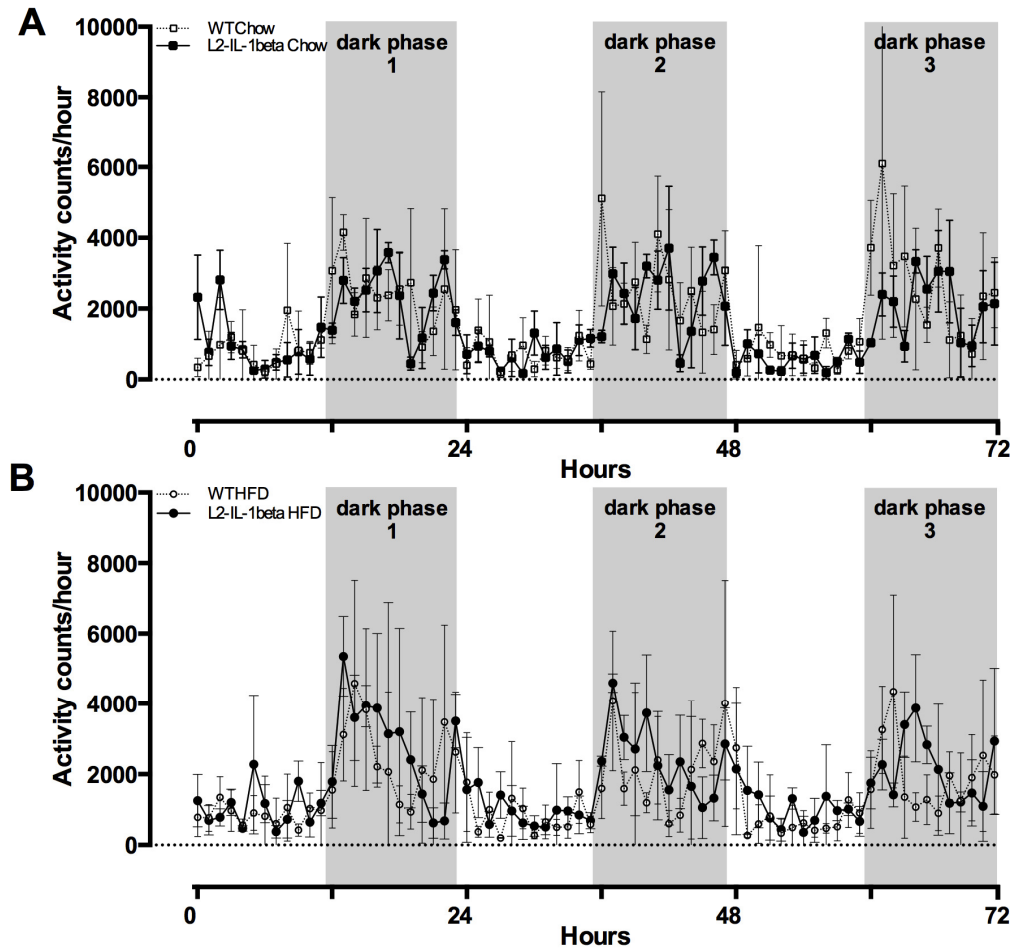 A
WTChow
L2-IL-1beta Chow
dark phase
1
dark phase
2
dark phase
3
Activity counts/hour
10000
8000
6000
4000
2000
0
0
24
48
72
Hours
B
WTHFD
L2-IL-1beta HFD
dark phase
1
dark phase
2
dark phase
3
Activity counts/hour
10000
8000
6000
4000
2000
0
0
24
48
72
Hours